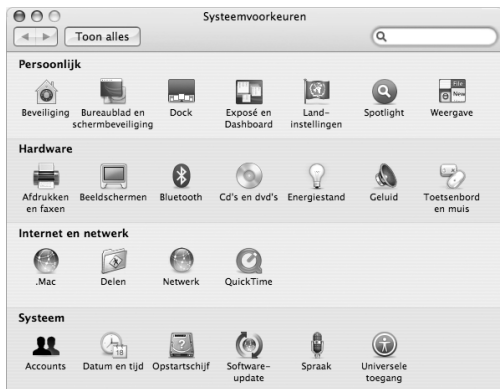 Systeemvoorkeuren
Toon alles
Persoonlijk
Beveiliging Bureaublad en schermbeveiliging Dock Exposé en Dashboard Land-instellingen Spotlight Weergave
Hardware
Afdrukken en faxen Beeldschermen Bluetooth Cd's en dvd's Energiestand Geluid Toetsenbord en muis
Internet en netwerk
.Mac Delen Netwerk QuickTime
Systeem
Accounts Datum en tijd Opstartschijf Software-update Spraak Universele toegang